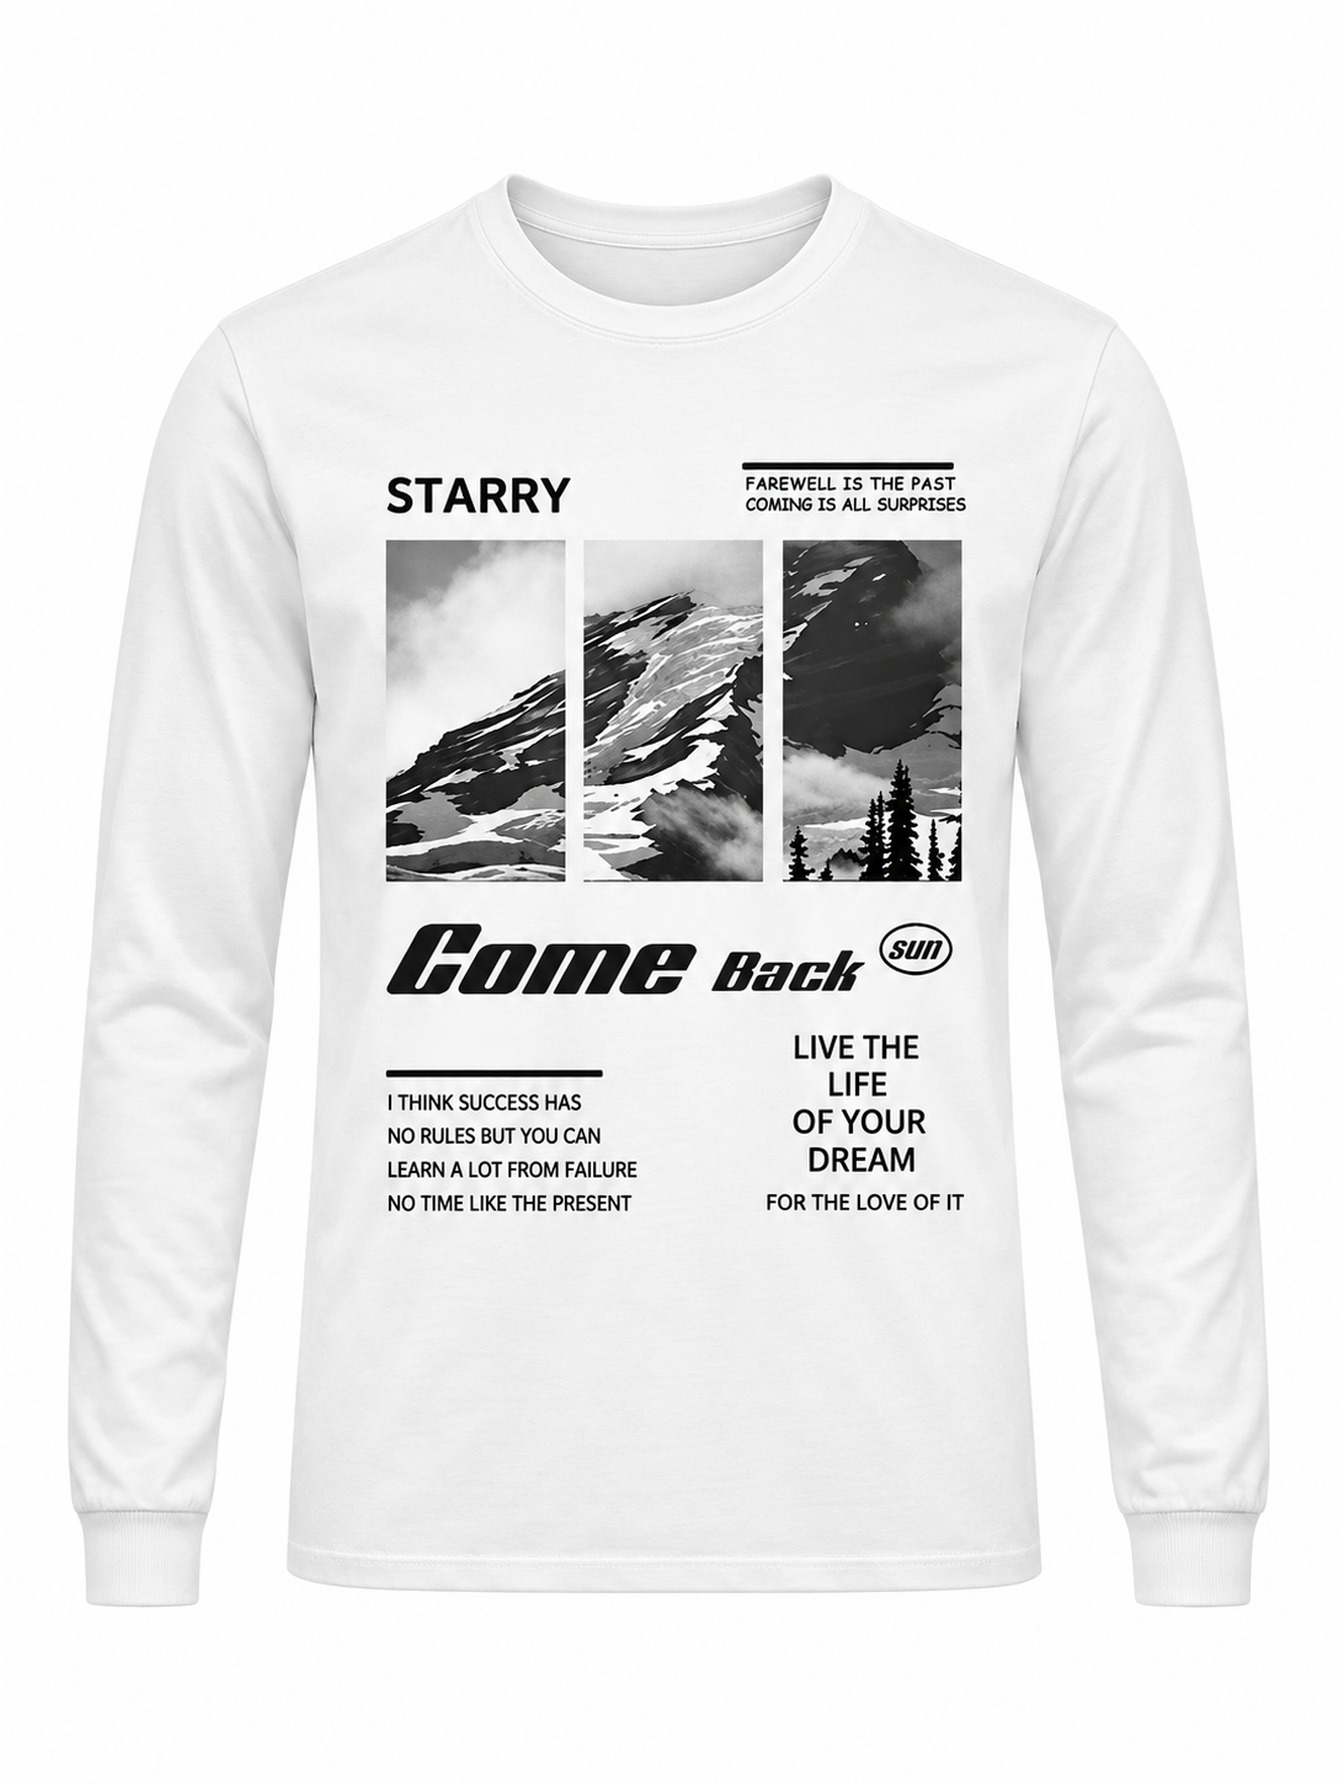 STARRY
FAREWELL IS THE PAST
COMING IS ALL SURPRISES
Come Back sun
I THINK SUCCESS HAS
NO RULES BUT YOU CAN
LEARN A LOT FROM FAILURE
NO TIME LIKE THE PRESENT
LIVE THE
LIFE
OF YOUR
DREAM
FOR THE LOVE OF IT